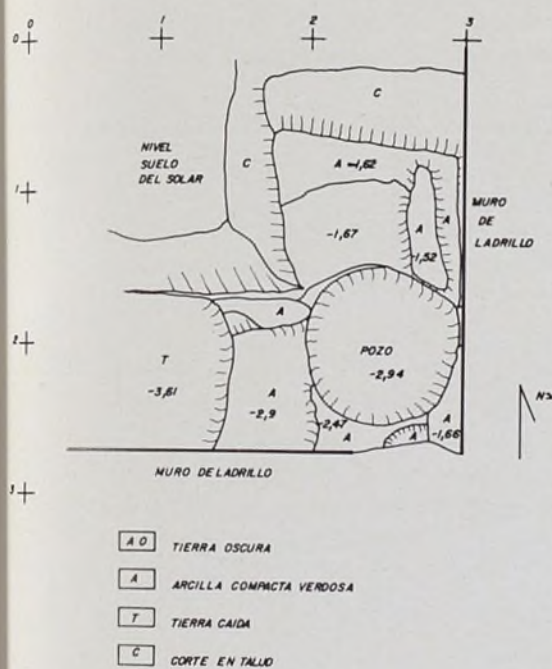 0 1 2 3
0
C
NIVEL
SUELO
DEL SOLAR
C
A -1,62
1
MURO
DE
LADRILLO
A
A
-1,67
-1,52
A
2
POZO
T
-2,94
-3,61
A
-2,9
-2,47
A
A
A
-1,66
MURO DE LADRILLO
3
AO TIERRA OSCURA
A ARCILLA COMPACTA VERDOSA
T TIERRA CAIDA
C CORTE EN TALUD